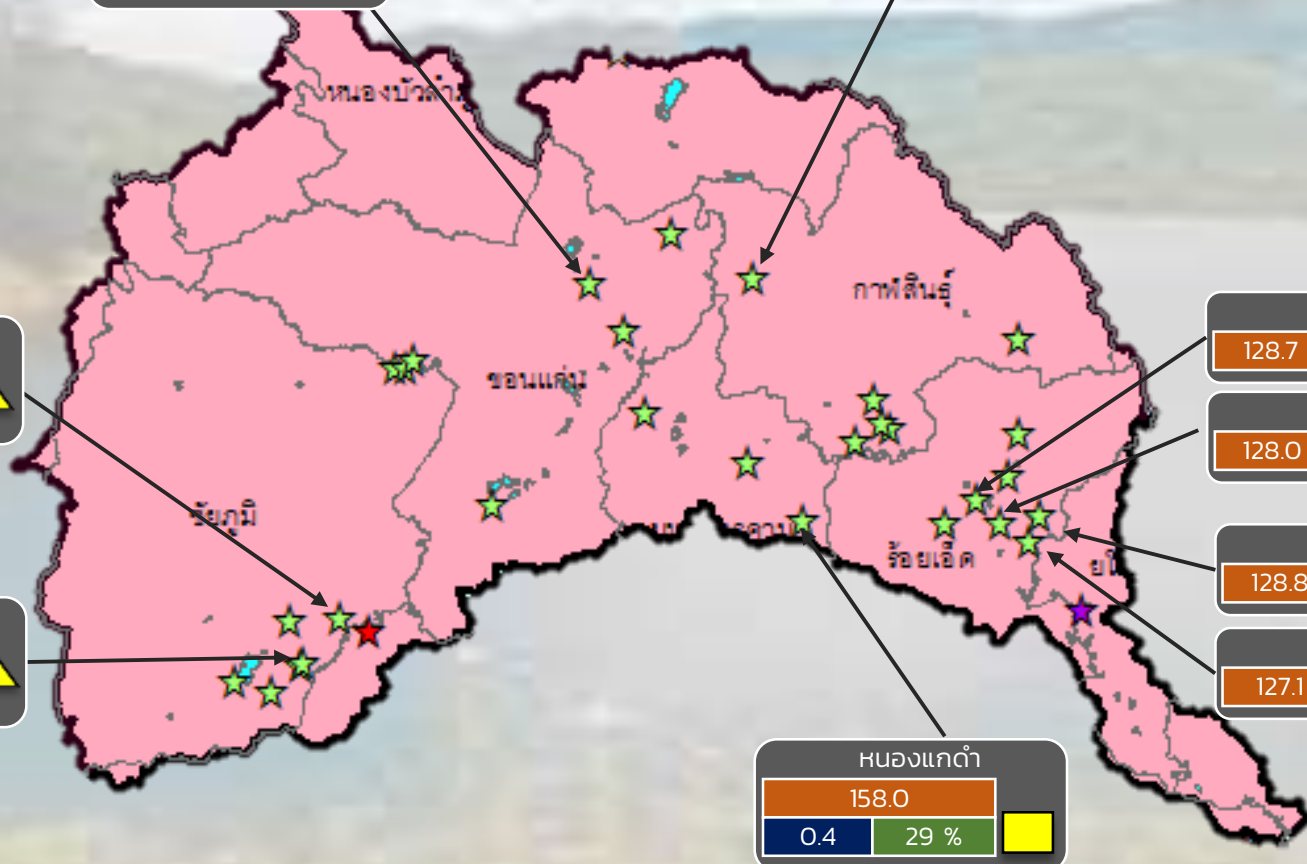 หนองบัวลำภู
กาฬสินธุ์
128.7
ขอนแก่น
128.0
ชัยภูมิ
ร้อยเอ็ด
128.8
127.1
หนองแกดำ
158.0
0.4 29 %